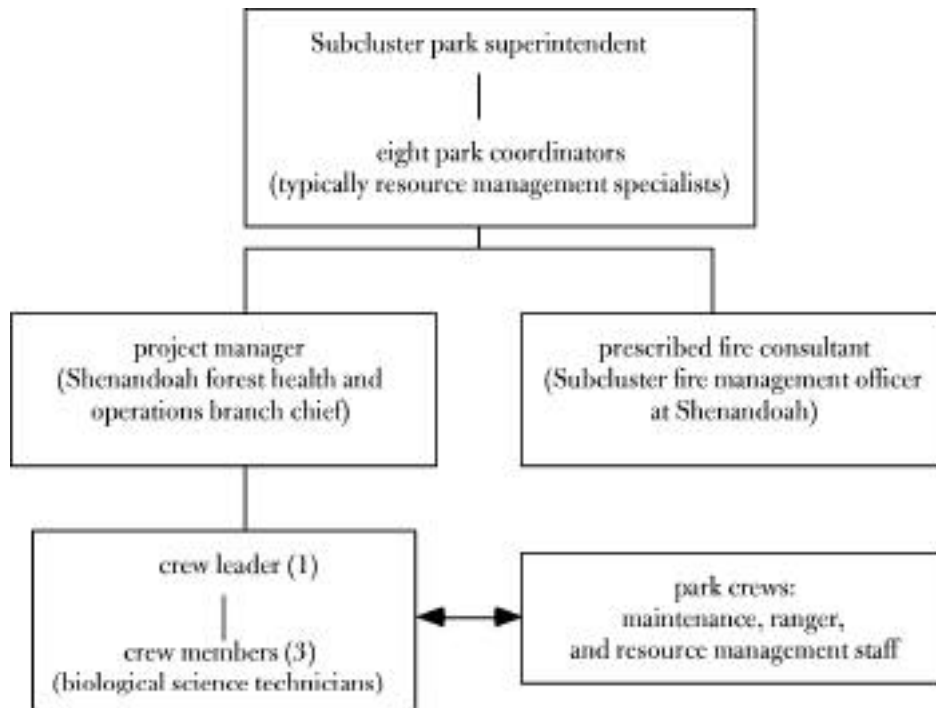 Subcluster park superintendent
eight park coordinators
(typically resource management specialists)
project manager
(Shenandoah forest health and
operations branch chief)
prescribed fire consultant
(Subcluster fire management officer
at Shenandoah)
crew leader (1)
crew members (3)
(biological science technicians)
park crews:
maintenance, ranger,
and resource management staff